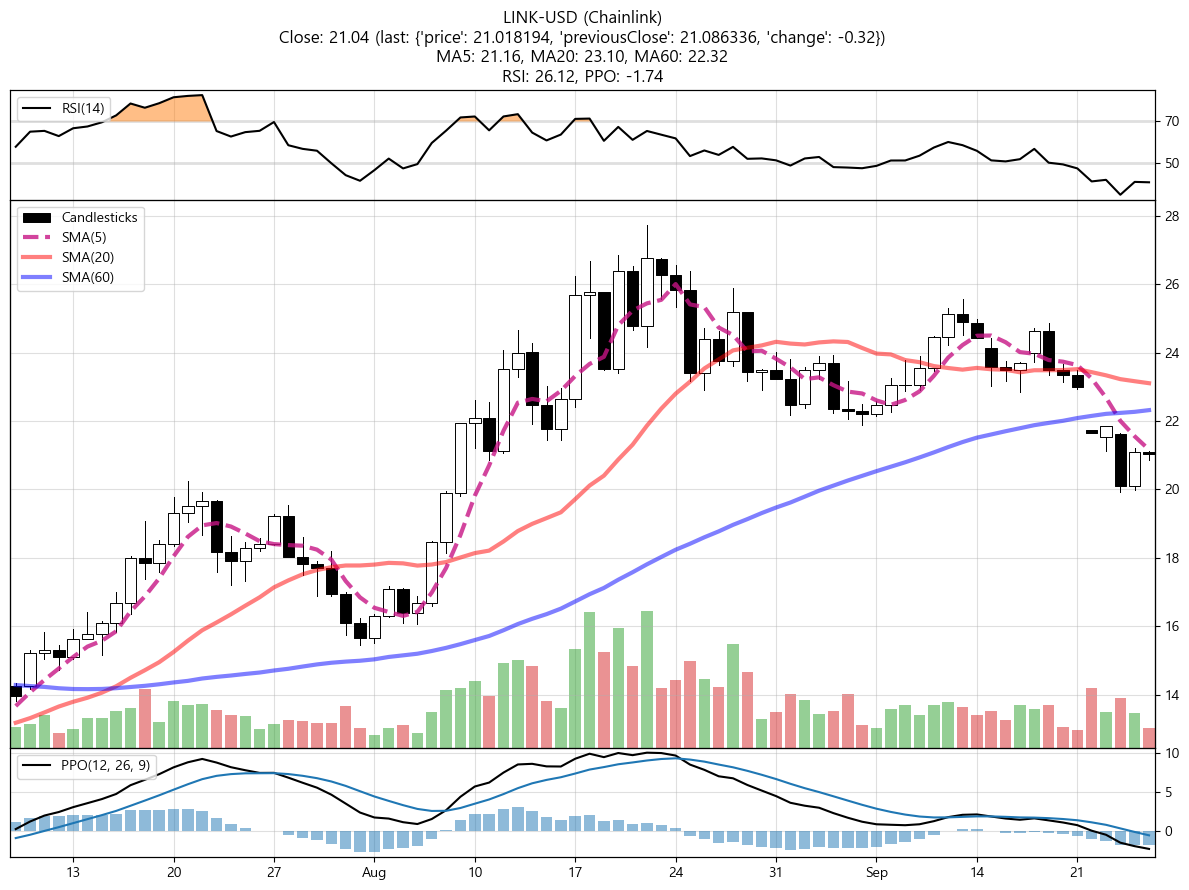 LINK-USD (Chainlink)
Close: 21.04 (last: {'price': 21.018194, 'previousClose': 21.086336, 'change': -0.32})
MA5: 21.16, MA20: 23.10, MA60: 22.32
RSI: 26.12, PPO: -1.74
RSI(14)
70
50
Candlesticks
SMA(5)
SMA(20)
SMA(60)
28
26
24
22
20
18
16
14
PPO(12, 26, 9)
10
5
0
13 20 27 Aug 10 17 24 31 Sep 14 21